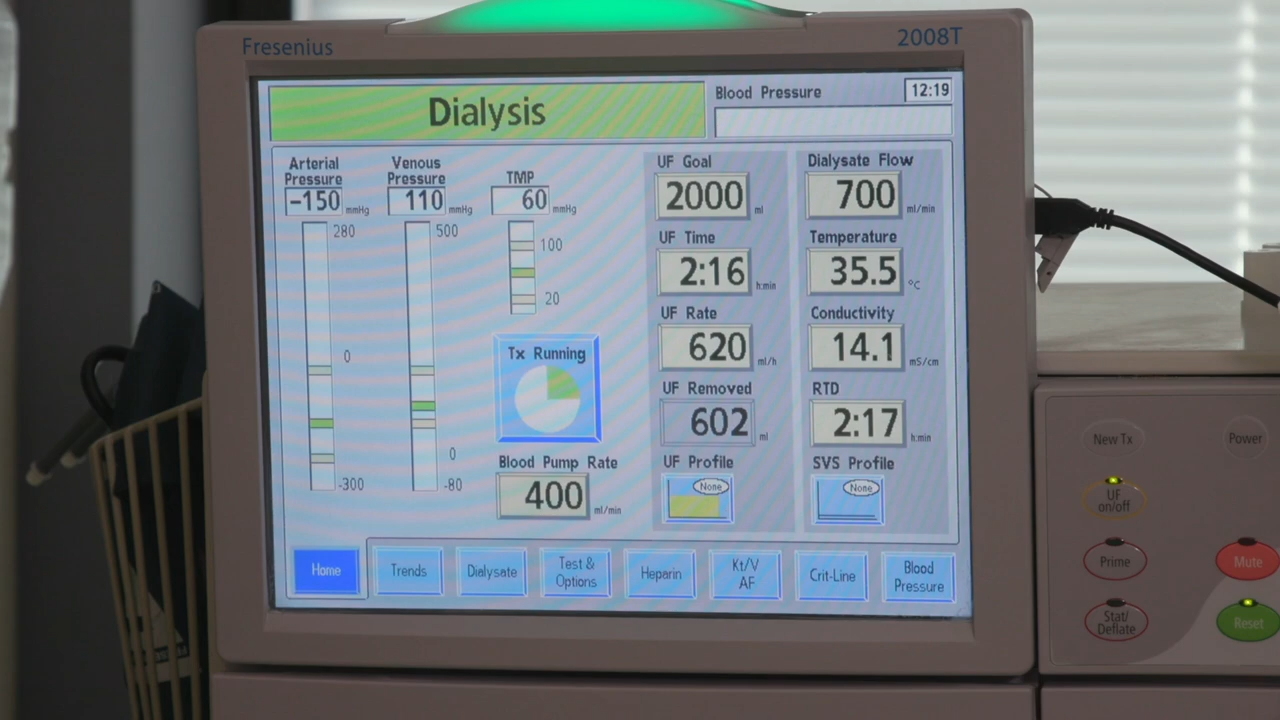 Fresenius
2008T
Dialysis
Blood Pressure
12:19
Arterial Pressure
-150 mmHg
280
0
-300
Venous Pressure
110 mmHg
500
0
-80
TMP
60 mmHg
100
20
Tx Running
Blood Pump Rate
400 ml/min
UF Goal
2000 ml
UF Time
2:16 h:min
UF Rate
620 ml/h
UF Removed
602 ml
UF Profile
None
Dialysate Flow
700 ml/min
Temperature
35.5 °C
Conductivity
14.1 mS/cm
RTD
2:17 h:min
SVS Profile
None
Home
Trends
Dialysate
Test & Options
Heparin
Kt/V AF
Crit-Line
Blood Pressure
New Tx
Power
UF on/off
Prime
Mute
Stat/ Deflate
Reset